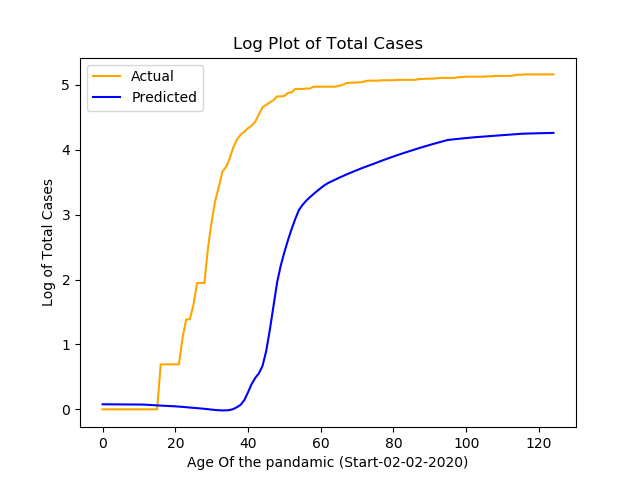 Log Plot of Total Cases
Actual
Predicted
5
4
3
2
1
0
Log of Total Cases
0 20 40 60 80 100 120
Age Of the pandamic (Start-02-02-2020)